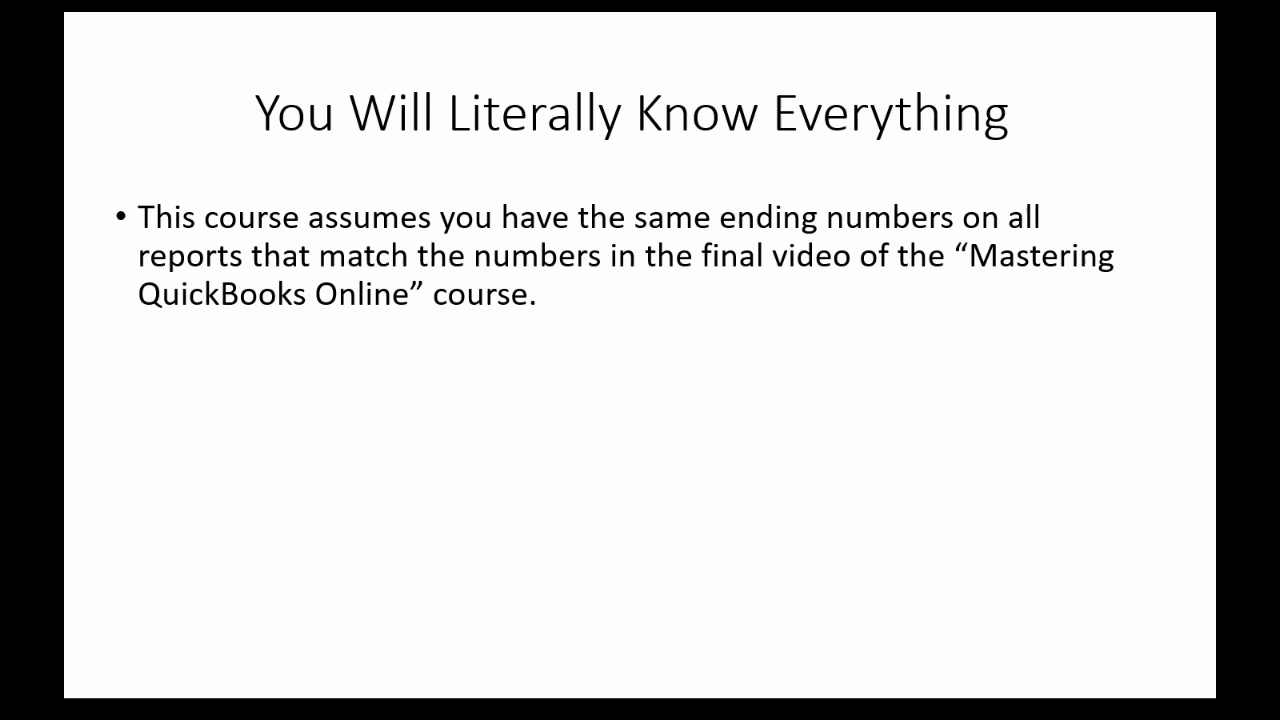 You Will Literally Know Everything
• This course assumes you have the same ending numbers on all
reports that match the numbers in the final video of the “Mastering
QuickBooks Online” course.